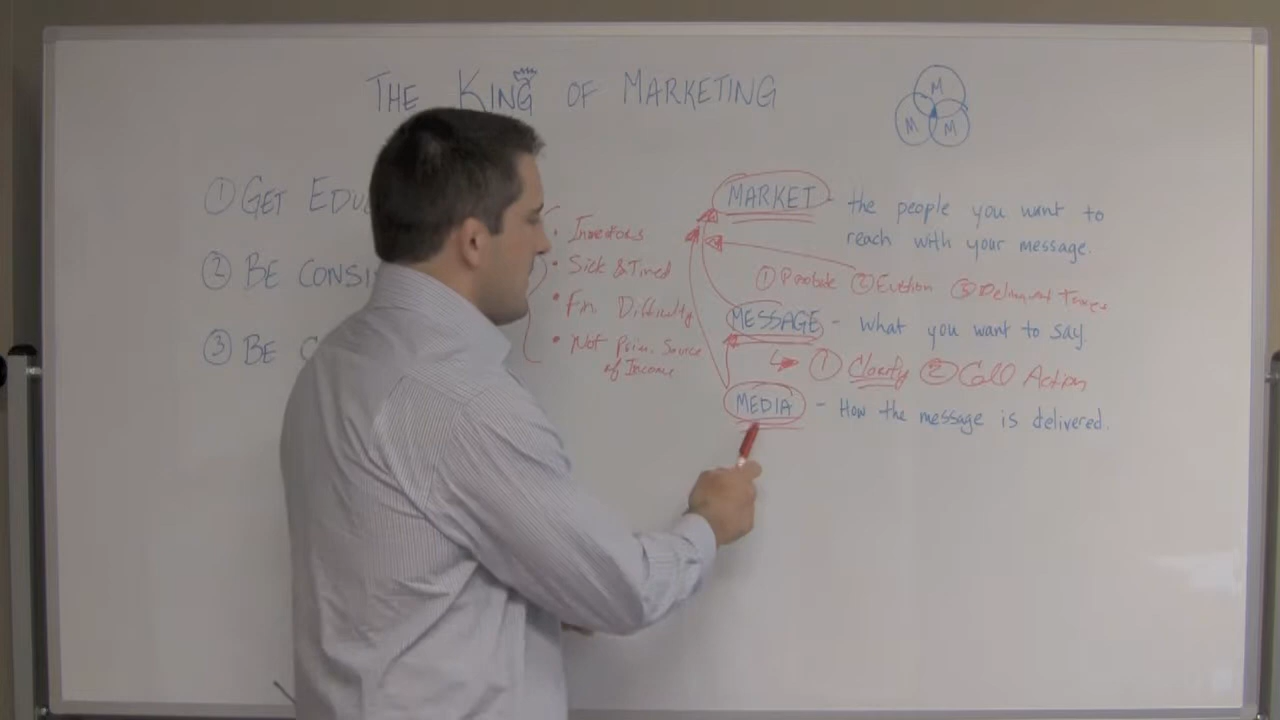 THE KING OF MARKETING
M
M M
① GET EDU
② BE CONSI
③ BE C
• Investors
• Sick & Tired
• Fin. Difficulty
• Not Prim. Source
of Income
MARKET - the people you want to
reach with your message.
① Probate ② Eviction ③ Delinquent Taxes
MESSAGE - What you want to say.
① Clarify ② Call Action
MEDIA - How the message is delivered.